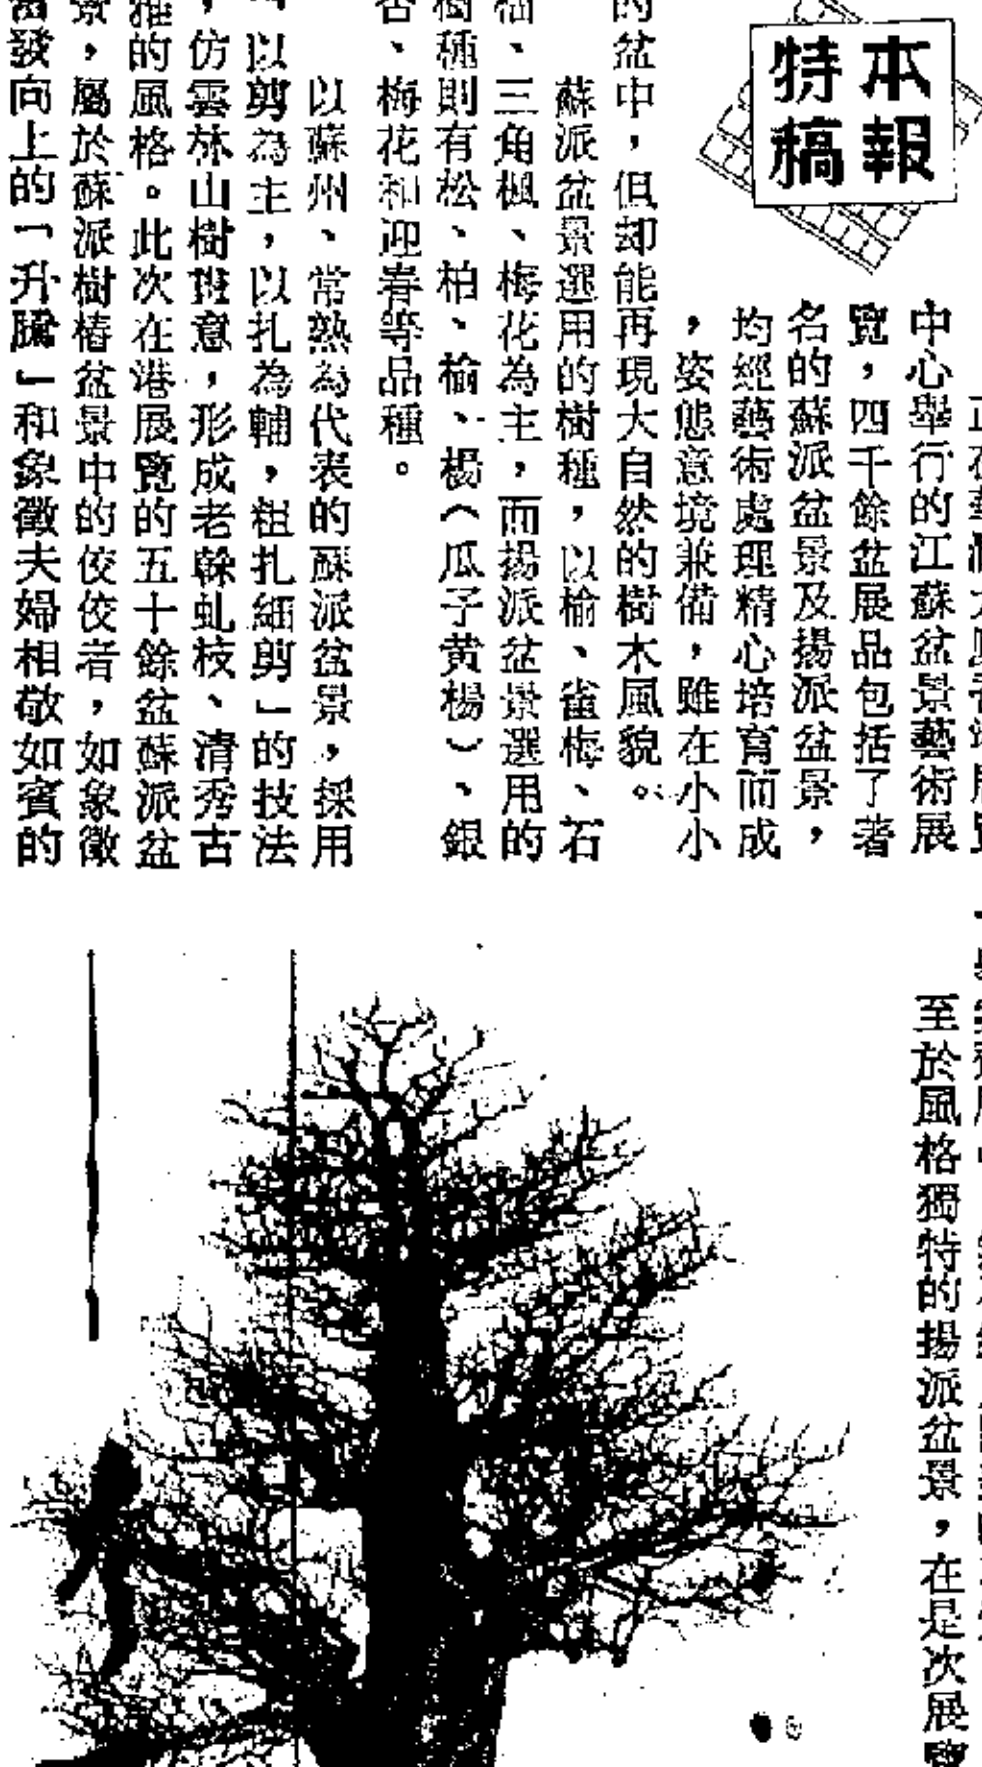 本報
特稿
中心舉行的江蘇盆景藝術展
覽，四千餘盆展品包括了著
名的蘇派盆景及揚派盆景，
均經藝術處理精心培育而成
，姿態意境兼備，雖在小小
的盆中，但却能再現大自然的樹木風貌。
蘇派盆景選用的樹種，以榆、雀梅、石
榴、三角楓、梅花為主，而揚派盆景選用的
樹種則有松、柏、榆、楊（瓜子黄楊）、銀
杏、梅花和迎春等品種。
以蘇州、常熟為代表的蘇派盆景，採用
以剪為主，以扎為輔，粗扎細剪」的技法
，仿雲林山樹班意，形成老榦虬枝、清秀古
雅的風格。此次在港展覽的五十餘盆蘇派盆
景，屬於蘇派樹樁盆景中的佼佼者，如象徵
奮發向上的「升騰」和象徵夫婦相敬如賓的
至於風格獨特的揚派盆景，在是次展覽